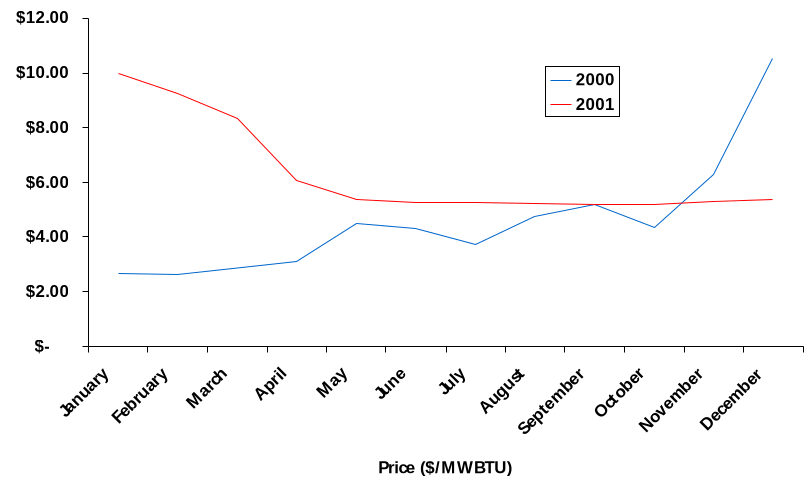 $12.00
$10.00
$8.00
$6.00
$4.00
$2.00
$-
2000
2001
January
February
March
April
May
June
July
August
September
October
November
December
Price ($/MWBTU)